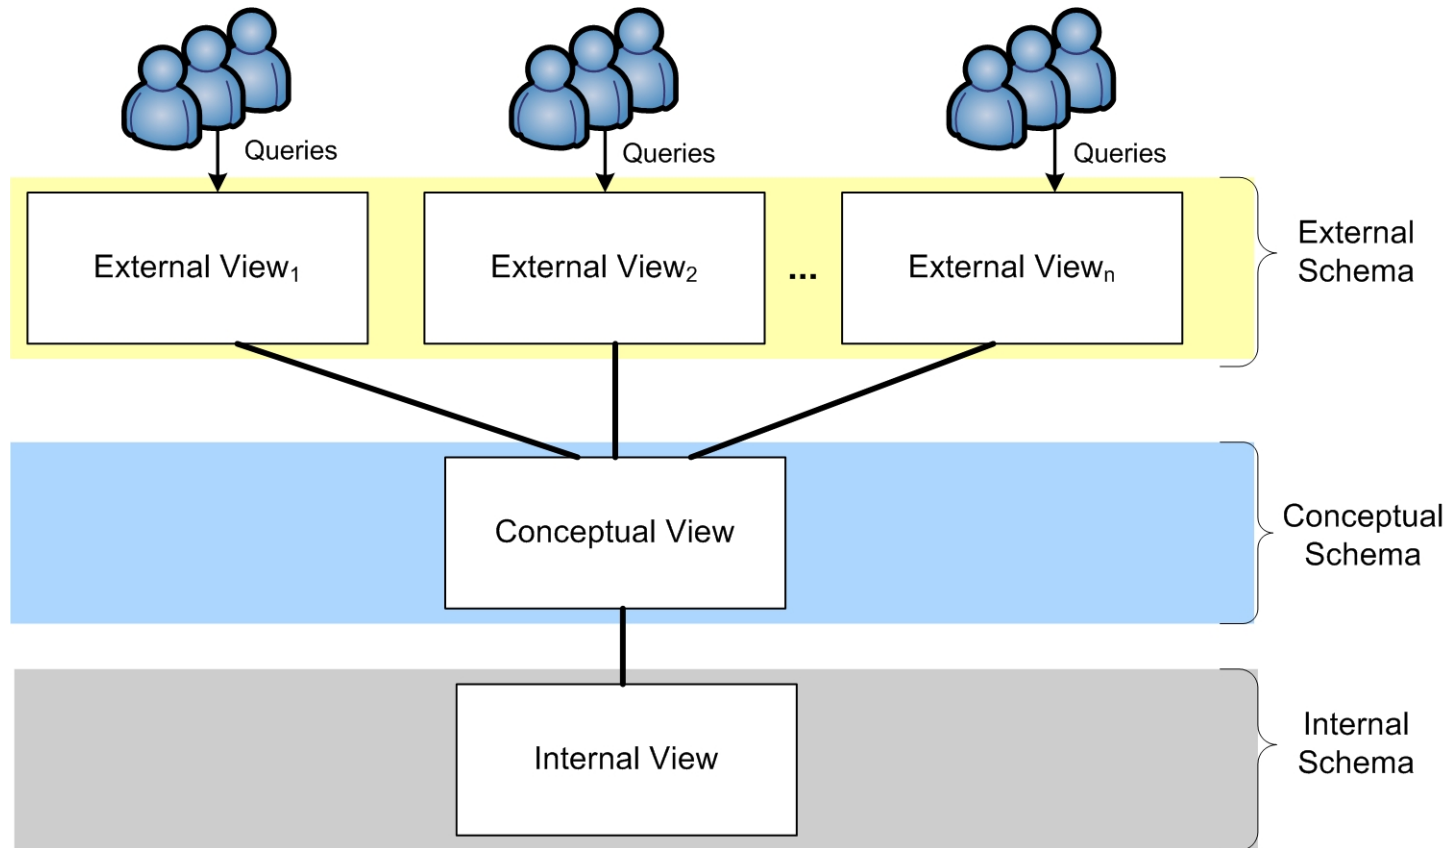 Queries
Queries
Queries
External View₁
External View₂
...
External Viewₙ
External
Schema
Conceptual View
Conceptual
Schema
Internal View
Internal
Schema